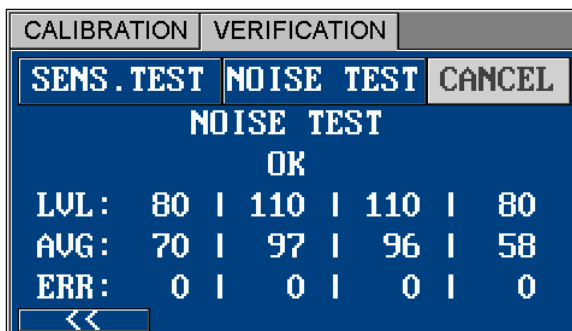 CALIBRATION VERIFICATION
SENS.TEST NOISE TEST CANCEL
NOISE TEST
OK
LVL: 80 | 110 | 110 | 80
AVG: 70 | 97 | 96 | 58
ERR: 0 | 0 | 0 | 0
<<